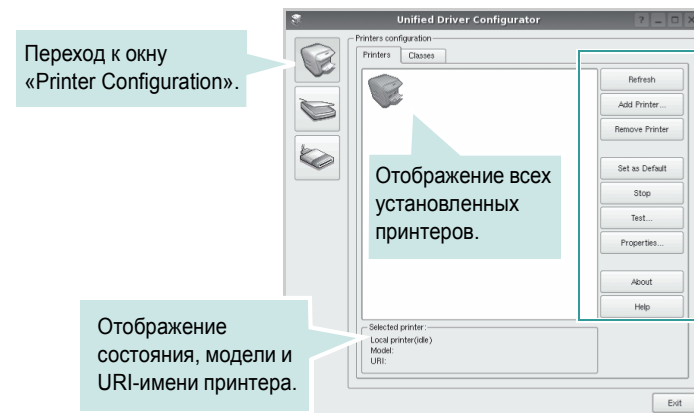 Unified Driver Configurator
Переход к окну
«Printer Configuration».
Printers configuration
Printers
Classes
Refresh
Add Printer...
Remove Printer
Set as Default
Stop
Test...
Properties...
About
Help
Отображение всех
установленных
принтеров.
Отображение
состояния, модели и
URI-имени принтера.
Selected printer:
Local printer(idle)
Model:
URI:
Exit